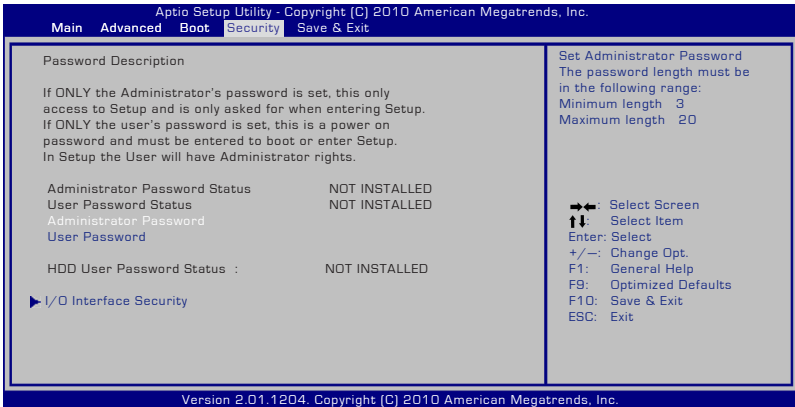 Aptio Setup Utility - Copyright (C) 2010 American Megatrends, Inc.
Main Advanced Boot Security Save & Exit
Password Description
If ONLY the Administrator's password is set, this only
access to Setup and is only asked for when entering Setup.
If ONLY the user's password is set, this is a power on
password and must be entered to boot or enter Setup.
In Setup the User will have Administrator rights.
Administrator Password Status NOT INSTALLED
User Password Status NOT INSTALLED
Administrator Password
User Password
HDD User Password Status : NOT INSTALLED
I/O Interface Security
Set Administrator Password
The password length must be
in the following range:
Minimum length 3
Maximum length 20
→←: Select Screen
↑↓: Select Item
Enter: Select
+/—: Change Opt.
F1: General Help
F9: Optimized Defaults
F10: Save & Exit
ESC: Exit
Version 2.01.1204. Copyright (C) 2010 American Megatrends, Inc.